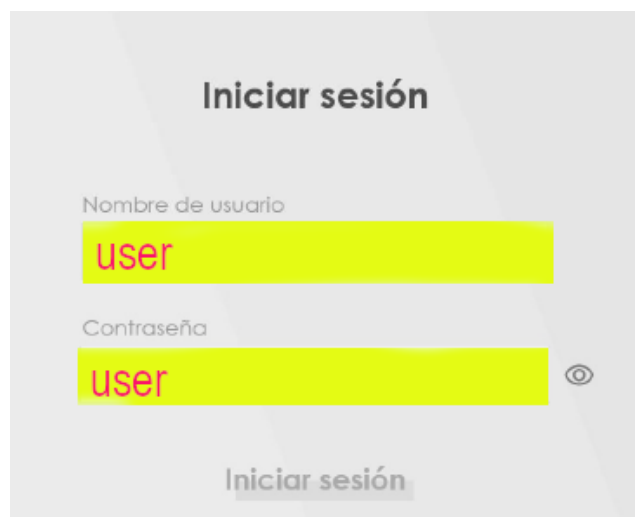 Iniciar sesión
Nombre de usuario
user
Contraseña
user
Iniciar sesión